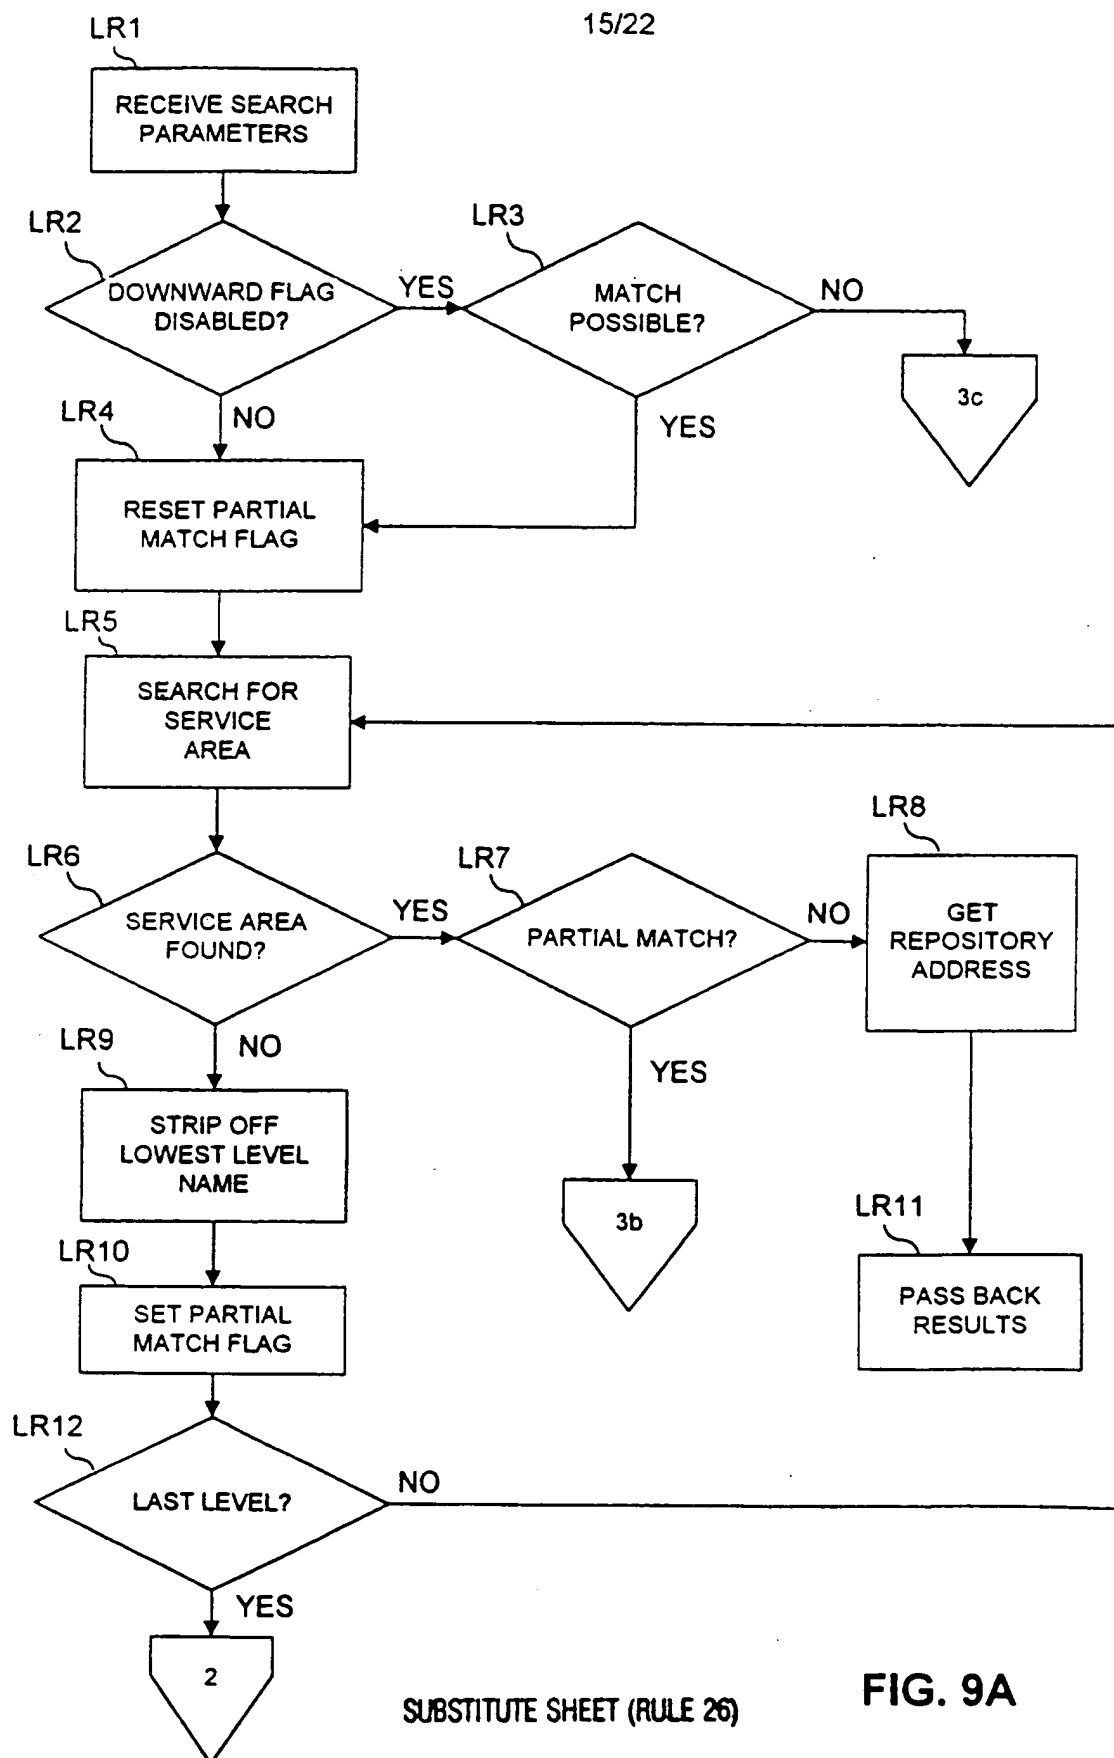 15/22
LR1
RECEIVE SEARCH
PARAMETERS
LR2
DOWNWARD FLAG
DISABLED?
YES
NO
LR3
MATCH
POSSIBLE?
NO
YES
3c
LR4
RESET PARTIAL
MATCH FLAG
LR5
SEARCH FOR
SERVICE
AREA
LR6
SERVICE AREA
FOUND?
YES
NO
LR7
PARTIAL MATCH?
NO
YES
LR8
GET
REPOSITORY
ADDRESS
3b
LR9
STRIP OFF
LOWEST LEVEL
NAME
LR11
PASS BACK
RESULTS
LR10
SET PARTIAL
MATCH FLAG
LR12
LAST LEVEL?
NO
YES
2
SUBSTITUTE SHEET (RULE 26)
FIG. 9A